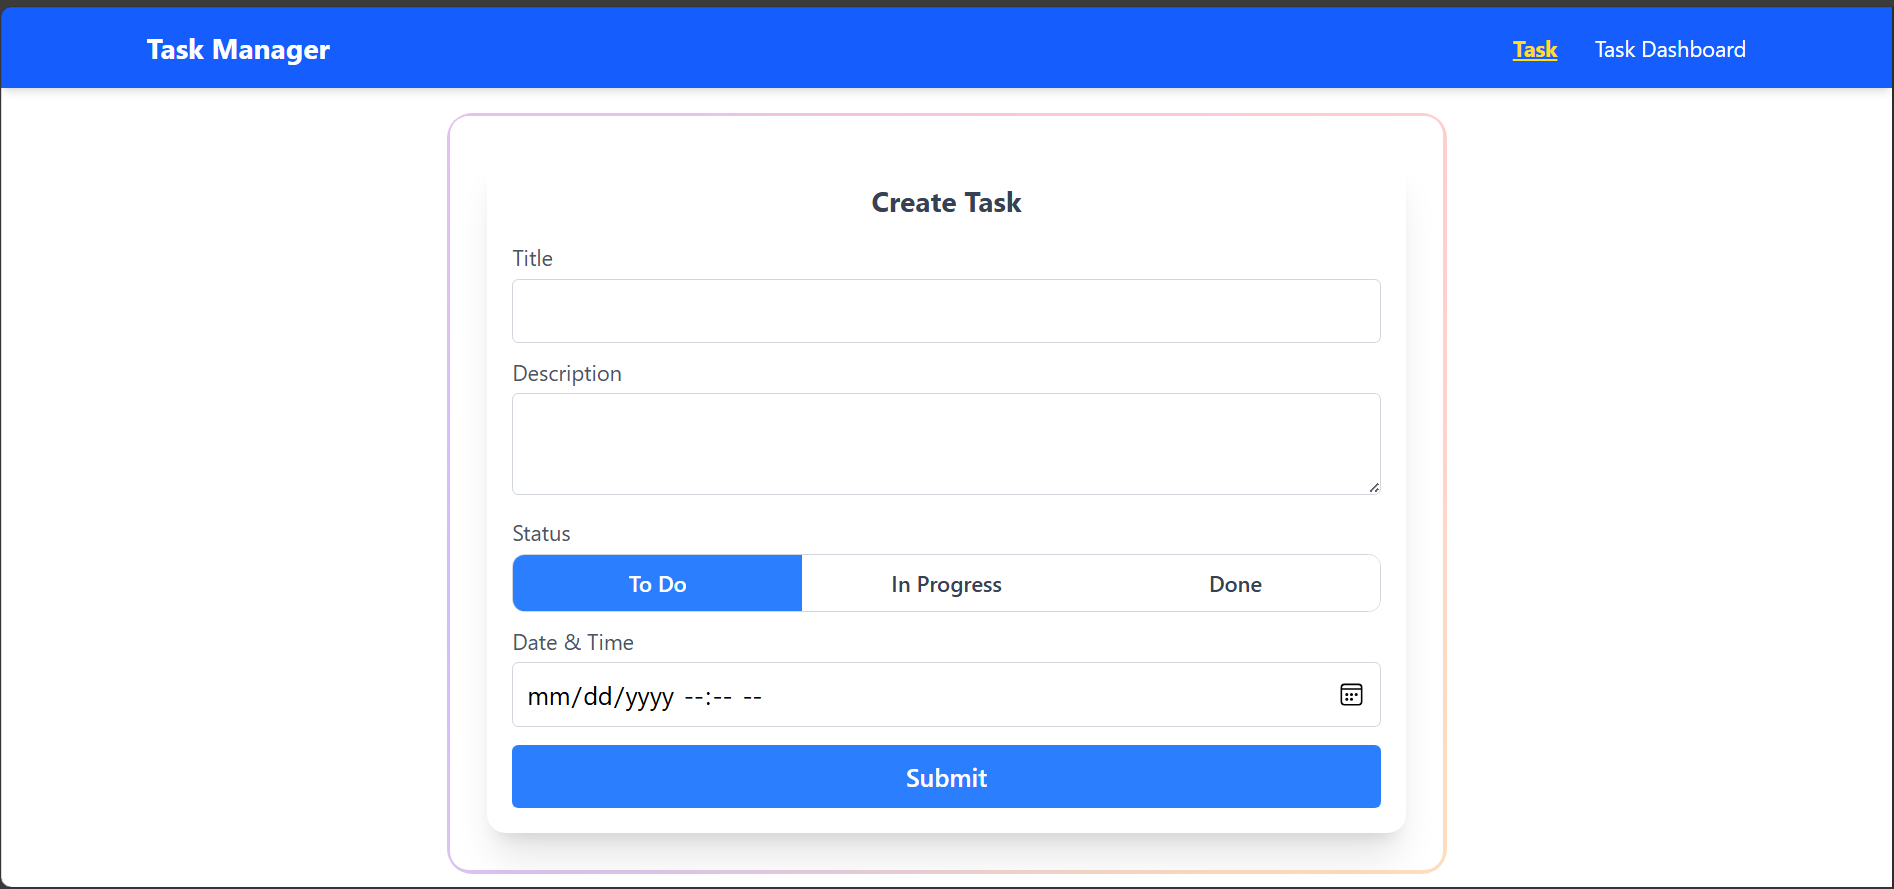 Task Manager Task Task Dashboard
Create Task
Title
Description
Status
To Do In Progress Done
Date & Time
mm/dd/yyyy --:-- --
Submit